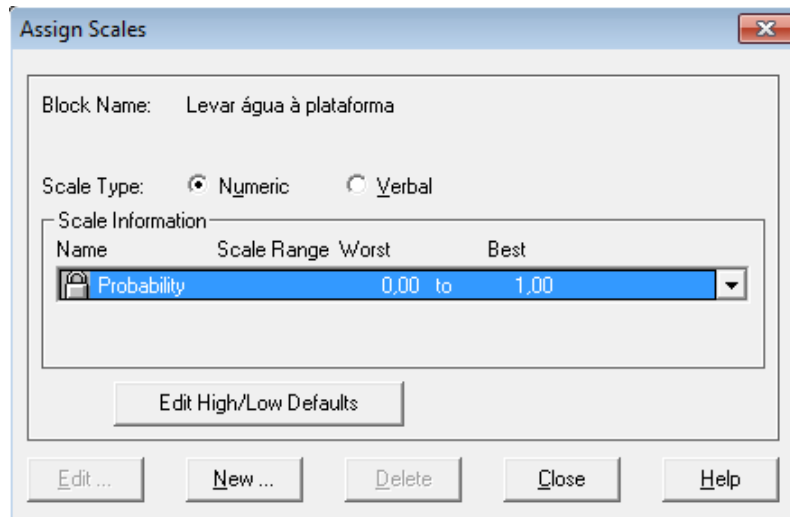 Assign Scales
Block Name: Levar água à plataforma
Scale Type: Numeric Verbal
Scale Information
Name Scale Range Worst Best
Probability 0,00 to 1,00
Edit High/Low Defaults
Edit ... New ... Delete Close Help